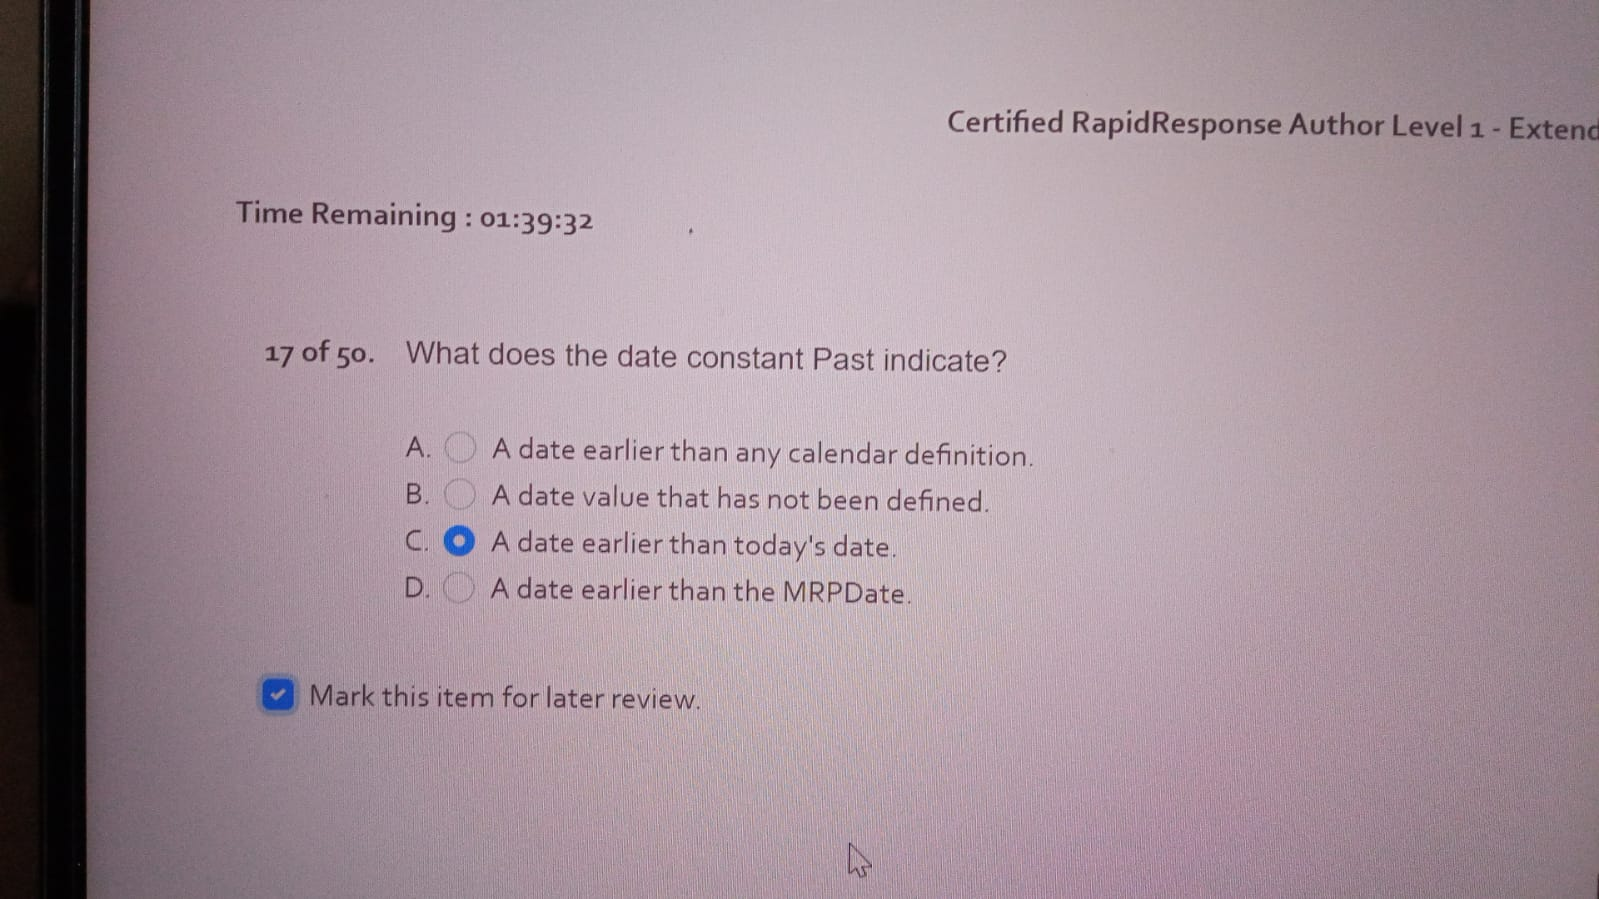 Certified RapidResponse Author Level 1 - Extend
Time Remaining : 01:39:32
17 of 50. What does the date constant Past indicate?
A. A date earlier than any calendar definition.
B. A date value that has not been defined.
C. A date earlier than today's date.
D. A date earlier than the MRPDate.
Mark this item for later review.